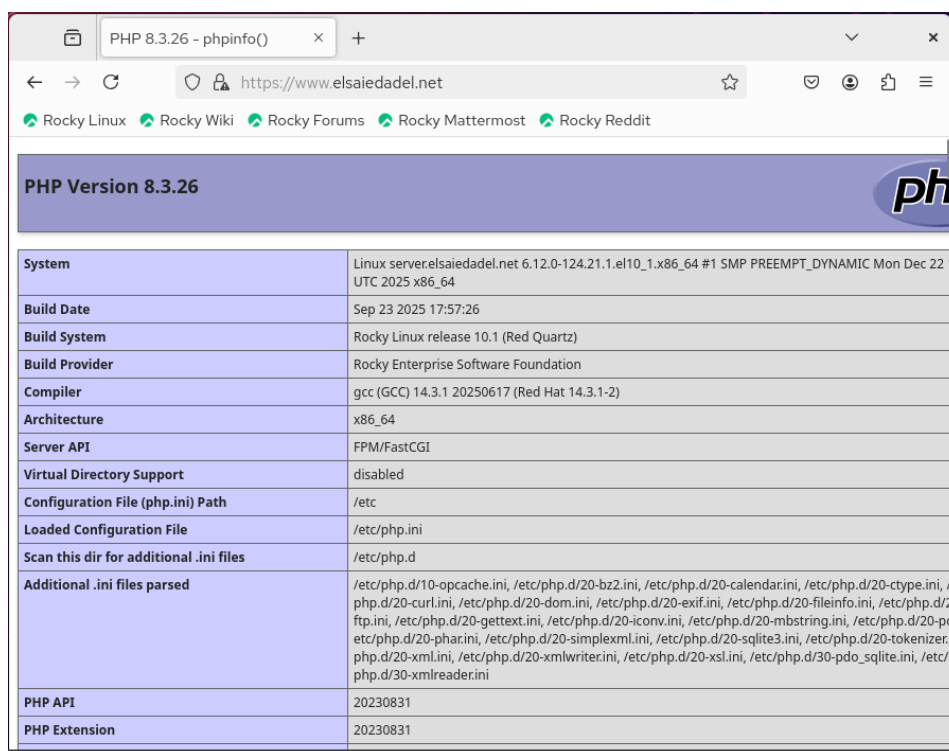 PHP 8.3.26 - phpinfo()
https://www.elsaiedadel.net
Rocky Linux Rocky Wiki Rocky Forums Rocky Mattermost Rocky Reddit
PHP Version 8.3.26
System Linux server.elsaiedadel.net 6.12.0-124.21.1.el10_1.x86_64 #1 SMP PREEMPT_DYNAMIC Mon Dec 22
UTC 2025 x86_64
Build Date Sep 23 2025 17:57:26
Build System Rocky Linux release 10.1 (Red Quartz)
Build Provider Rocky Enterprise Software Foundation
Compiler gcc (GCC) 14.3.1 20250617 (Red Hat 14.3.1-2)
Architecture x86_64
Server API FPM/FastCGI
Virtual Directory Support disabled
Configuration File (php.ini) Path /etc
Loaded Configuration File /etc/php.ini
Scan this dir for additional .ini files /etc/php.d
Additional .ini files parsed /etc/php.d/10-opcache.ini, /etc/php.d/20-bz2.ini, /etc/php.d/20-calendar.ini, /etc/php.d/20-ctype.ini, /
php.d/20-curl.ini, /etc/php.d/20-dom.ini, /etc/php.d/20-exif.ini, /etc/php.d/20-fileinfo.ini, /etc/php.d/2
ftp.ini, /etc/php.d/20-gettext.ini, /etc/php.d/20-iconv.ini, /etc/php.d/20-mbstring.ini, /etc/php.d/20-p
etc/php.d/20-phar.ini, /etc/php.d/20-simplexml.ini, /etc/php.d/20-sqlite3.ini, /etc/php.d/20-tokenizer.
php.d/20-xml.ini, /etc/php.d/20-xmlwriter.ini, /etc/php.d/20-xsl.ini, /etc/php.d/30-pdo_sqlite.ini, /etc/
php.d/30-xmlreader.ini
PHP API 20230831
PHP Extension 20230831